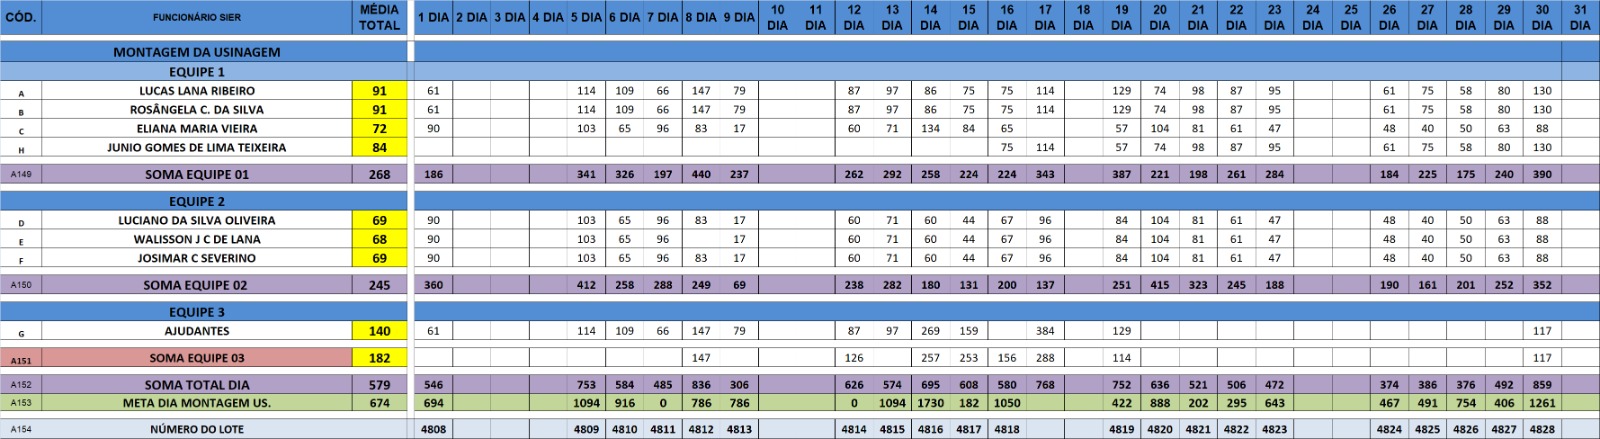 CÓD. FUNCIONÁRIO SIER MÉDIA TOTAL 1 DIA 2 DIA 3 DIA 4 DIA 5 DIA 6 DIA 7 DIA 8 DIA 9 DIA 10 DIA 11 DIA 12 DIA 13 DIA 14 DIA 15 DIA 16 DIA 17 DIA 18 DIA 19 DIA 20 DIA 21 DIA 22 DIA 23 DIA 24 DIA 25 DIA 26 DIA 27 DIA 28 DIA 29 DIA 30 DIA 31 DIA
MONTAGEM DA USINAGEM
EQUIPE 1
A LUCAS LANA RIBEIRO 91 61 114 109 66 147 79 87 97 86 75 75 114 129 74 98 87 95 61 75 58 80 130
B ROSÂNGELA C. DA SILVA 91 61 114 109 66 147 79 87 97 86 75 75 114 129 74 98 87 95 61 75 58 80 130
C ELIANA MARIA VIEIRA 72 90 103 65 96 83 17 60 71 134 84 65 57 104 81 61 47 48 40 50 63 88
H JUNIO GOMES DE LIMA TEIXEIRA 84 75 114 57 74 98 87 95 61 75 58 80 130
A149 SOMA EQUIPE 01 268 186 341 326 197 440 237 262 292 258 224 224 343 387 221 198 261 284 184 225 175 240 390
EQUIPE 2
D LUCIANO DA SILVA OLIVEIRA 69 90 103 65 96 83 17 60 71 60 44 67 96 84 104 81 61 47 48 40 50 63 88
E WALISSON J C DE LANA 68 90 103 65 96 17 60 71 60 44 67 96 84 104 81 61 47 48 40 50 63 88
F JOSIMAR C SEVERINO 69 90 103 65 96 83 17 60 71 60 44 67 96 84 104 81 61 47 48 40 50 63 88
A150 SOMA EQUIPE 02 245 360 412 258 288 249 69 238 282 180 131 200 137 251 415 323 245 188 190 161 201 252 352
EQUIPE 3
G AJUDANTES 140 61 114 109 66 147 79 87 97 269 159 384 129 117
A151 SOMA EQUIPE 03 182 147 126 257 253 156 288 114 117
A152 SOMA TOTAL DIA 579 546 753 584 485 836 306 626 574 695 608 580 768 752 636 521 506 472 374 386 376 492 859
A153 META DIA MONTAGEM US. 674 694 1094 916 0 786 786 0 1094 1730 182 1050 422 888 202 295 643 467 491 754 406 1261
A154 NÚMERO DO LOTE 4808 4809 4810 4811 4812 4813 4814 4815 4816 4817 4818 4819 4820 4821 4822 4823 4824 4825 4826 4827 4828